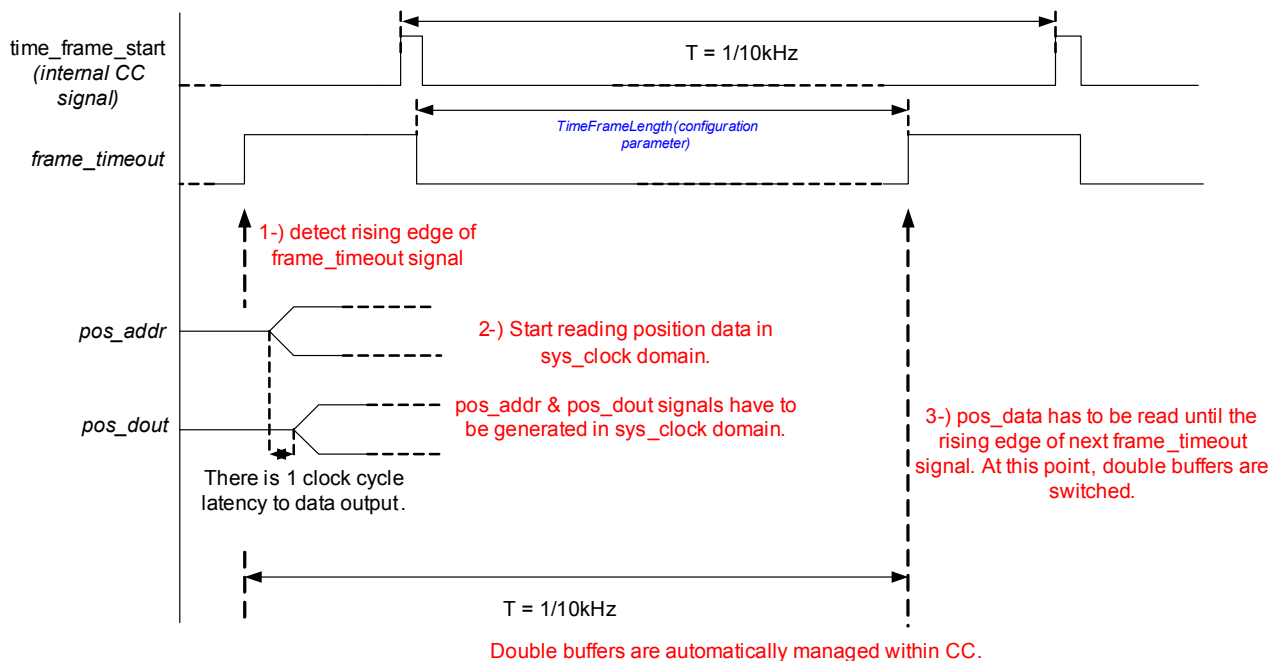 time_frame_start
(internal CC
signal)
T = 1/10kHz
TimeFrameLength(configuration
parameter)
frame_timeout
1-) detect rising edge of
frame_timeout signal
pos_addr
2-) Start reading position data in
sys_clock domain.
pos_dout
pos_addr & pos_dout signals have to
be generated in sys_clock domain.
3-) pos_data has to be read until the
rising edge of next frame_timeout
signal. At this point, double buffers are
switched.
There is 1 clock cycle
latency to data output.
T = 1/10kHz
Double buffers are automatically managed within CC.